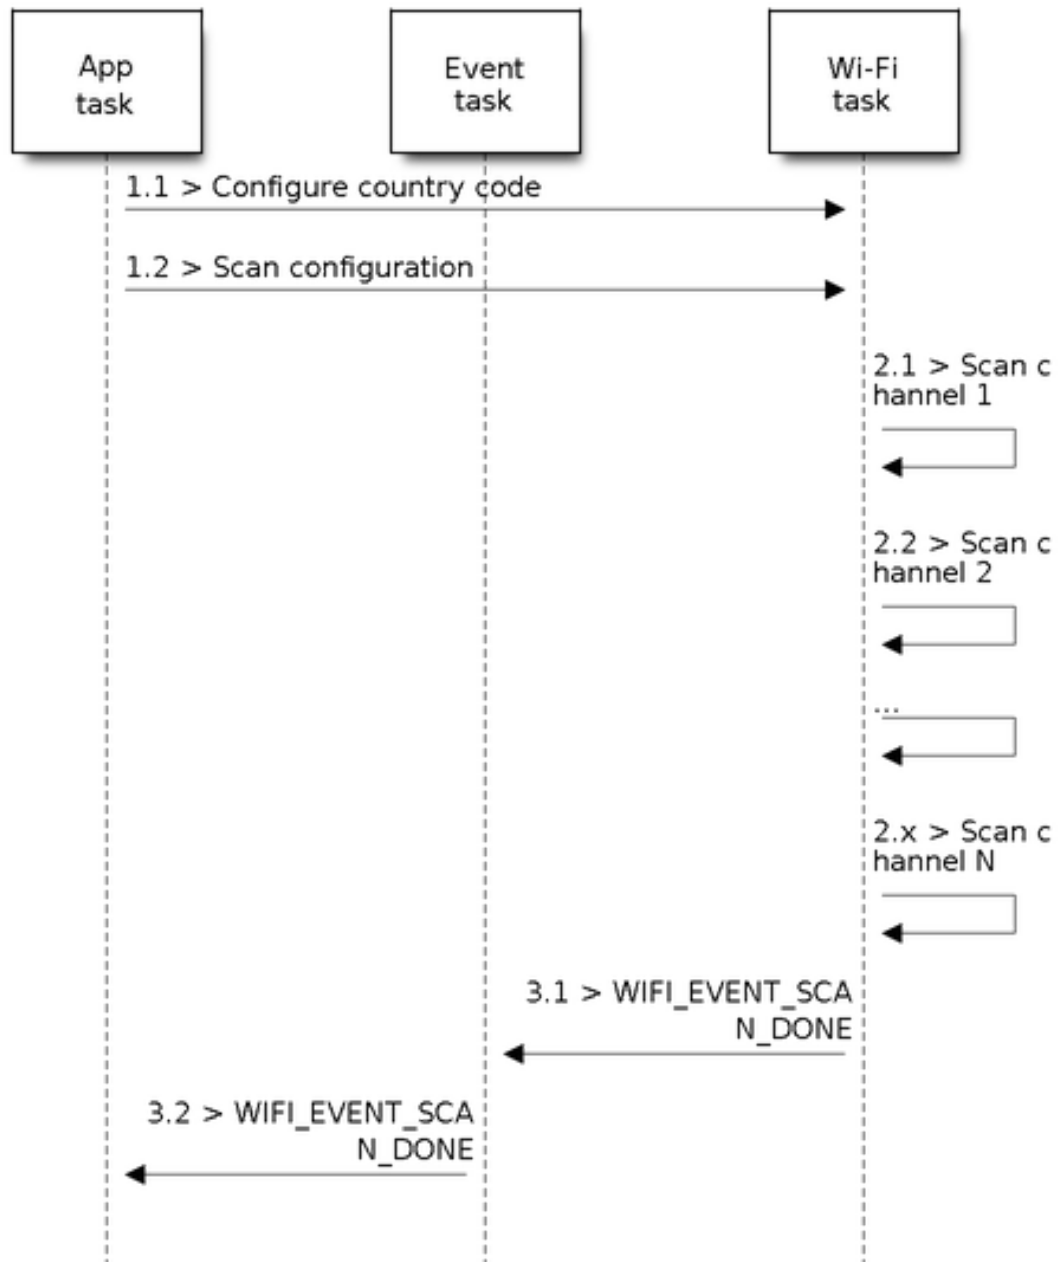 App
task
Event
task
Wi-Fi
task
1.1 > Configure country code
1.2 > Scan configuration
2.1 > Scan c
hannel 1
2.2 > Scan c
hannel 2
...
2.x > Scan c
hannel N
3.1 > WIFI_EVENT_SCA
N_DONE
3.2 > WIFI_EVENT_SCA
N_DONE